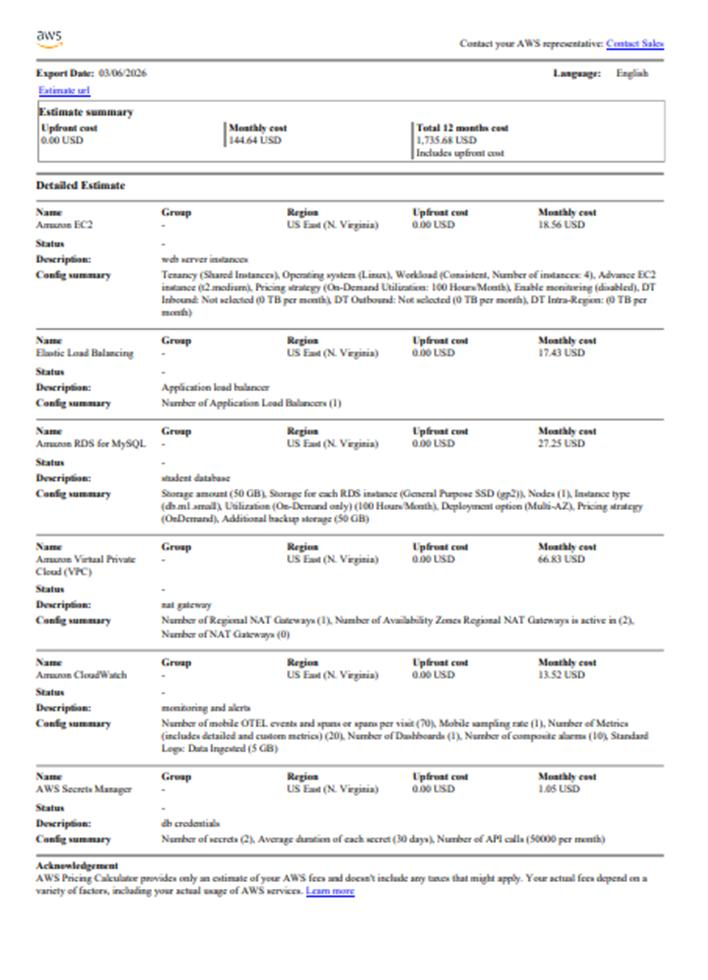 aws
Contact your AWS representative: Contact Sales
Export Date: 03/06/2026 Language: English
Estimate url
Estimate summary
Upfront cost Monthly cost Total 12 months cost
0.00 USD 144.64 USD 1,735.68 USD
Includes upfront cost
Detailed Estimate
Name Group Region Upfront cost Monthly cost
Amazon EC2 - US East (N. Virginia) 0.00 USD 18.56 USD
Status -
Description: web server instances
Config summary Tenancy (Shared Instances), Operating system (Linux), Workload (Consistent, Number of instances: 4), Advance EC2
instance (t2.medium), Pricing strategy (On-Demand Utilization: 100 Hours/Month), Enable monitoring (disabled), DT
Inbound: Not selected (0 TB per month), DT Outbound: Not selected (0 TB per month), DT Intra-Region: (0 TB per
month)
Name Group Region Upfront cost Monthly cost
Elastic Load Balancing - US East (N. Virginia) 0.00 USD 17.43 USD
Status -
Description: Application load balancer
Config summary Number of Application Load Balancers (1)
Name Group Region Upfront cost Monthly cost
Amazon RDS for MySQL - US East (N. Virginia) 0.00 USD 27.25 USD
Status -
Description: student database
Config summary Storage amount (50 GB), Storage for each RDS instance (General Purpose SSD (gp2)), Nodes (1), Instance type
(db.m1.small), Utilization (On-Demand only) (100 Hours/Month), Deployment option (Multi-AZ), Pricing strategy
(OnDemand), Additional backup storage (50 GB)
Name Group Region Upfront cost Monthly cost
Amazon Virtual Private - US East (N. Virginia) 0.00 USD 66.83 USD
Cloud (VPC)
Status -
Description: nat gateway
Config summary Number of Regional NAT Gateways (1), Number of Availability Zones Regional NAT Gateways is active in (2),
Number of NAT Gateways (0)
Name Group Region Upfront cost Monthly cost
Amazon CloudWatch - US East (N. Virginia) 0.00 USD 13.52 USD
Status -
Description: monitoring and alerts
Config summary Number of mobile OTEL events and spans or spans per visit (70), Mobile sampling rate (1), Number of Metrics
(includes detailed and custom metrics) (20), Number of Dashboards (1), Number of composite alarms (10), Standard
Logs: Data Ingested (5 GB)
Name Group Region Upfront cost Monthly cost
AWS Secrets Manager - US East (N. Virginia) 0.00 USD 1.05 USD
Status -
Description: db credentials
Config summary Number of secrets (2), Average duration of each secret (30 days), Number of API calls (50000 per month)
Acknowledgement
AWS Pricing Calculator provides only an estimate of your AWS fees and doesn't include any taxes that might apply. Your actual fees depend on a
variety of factors, including your actual usage of AWS services. Learn more